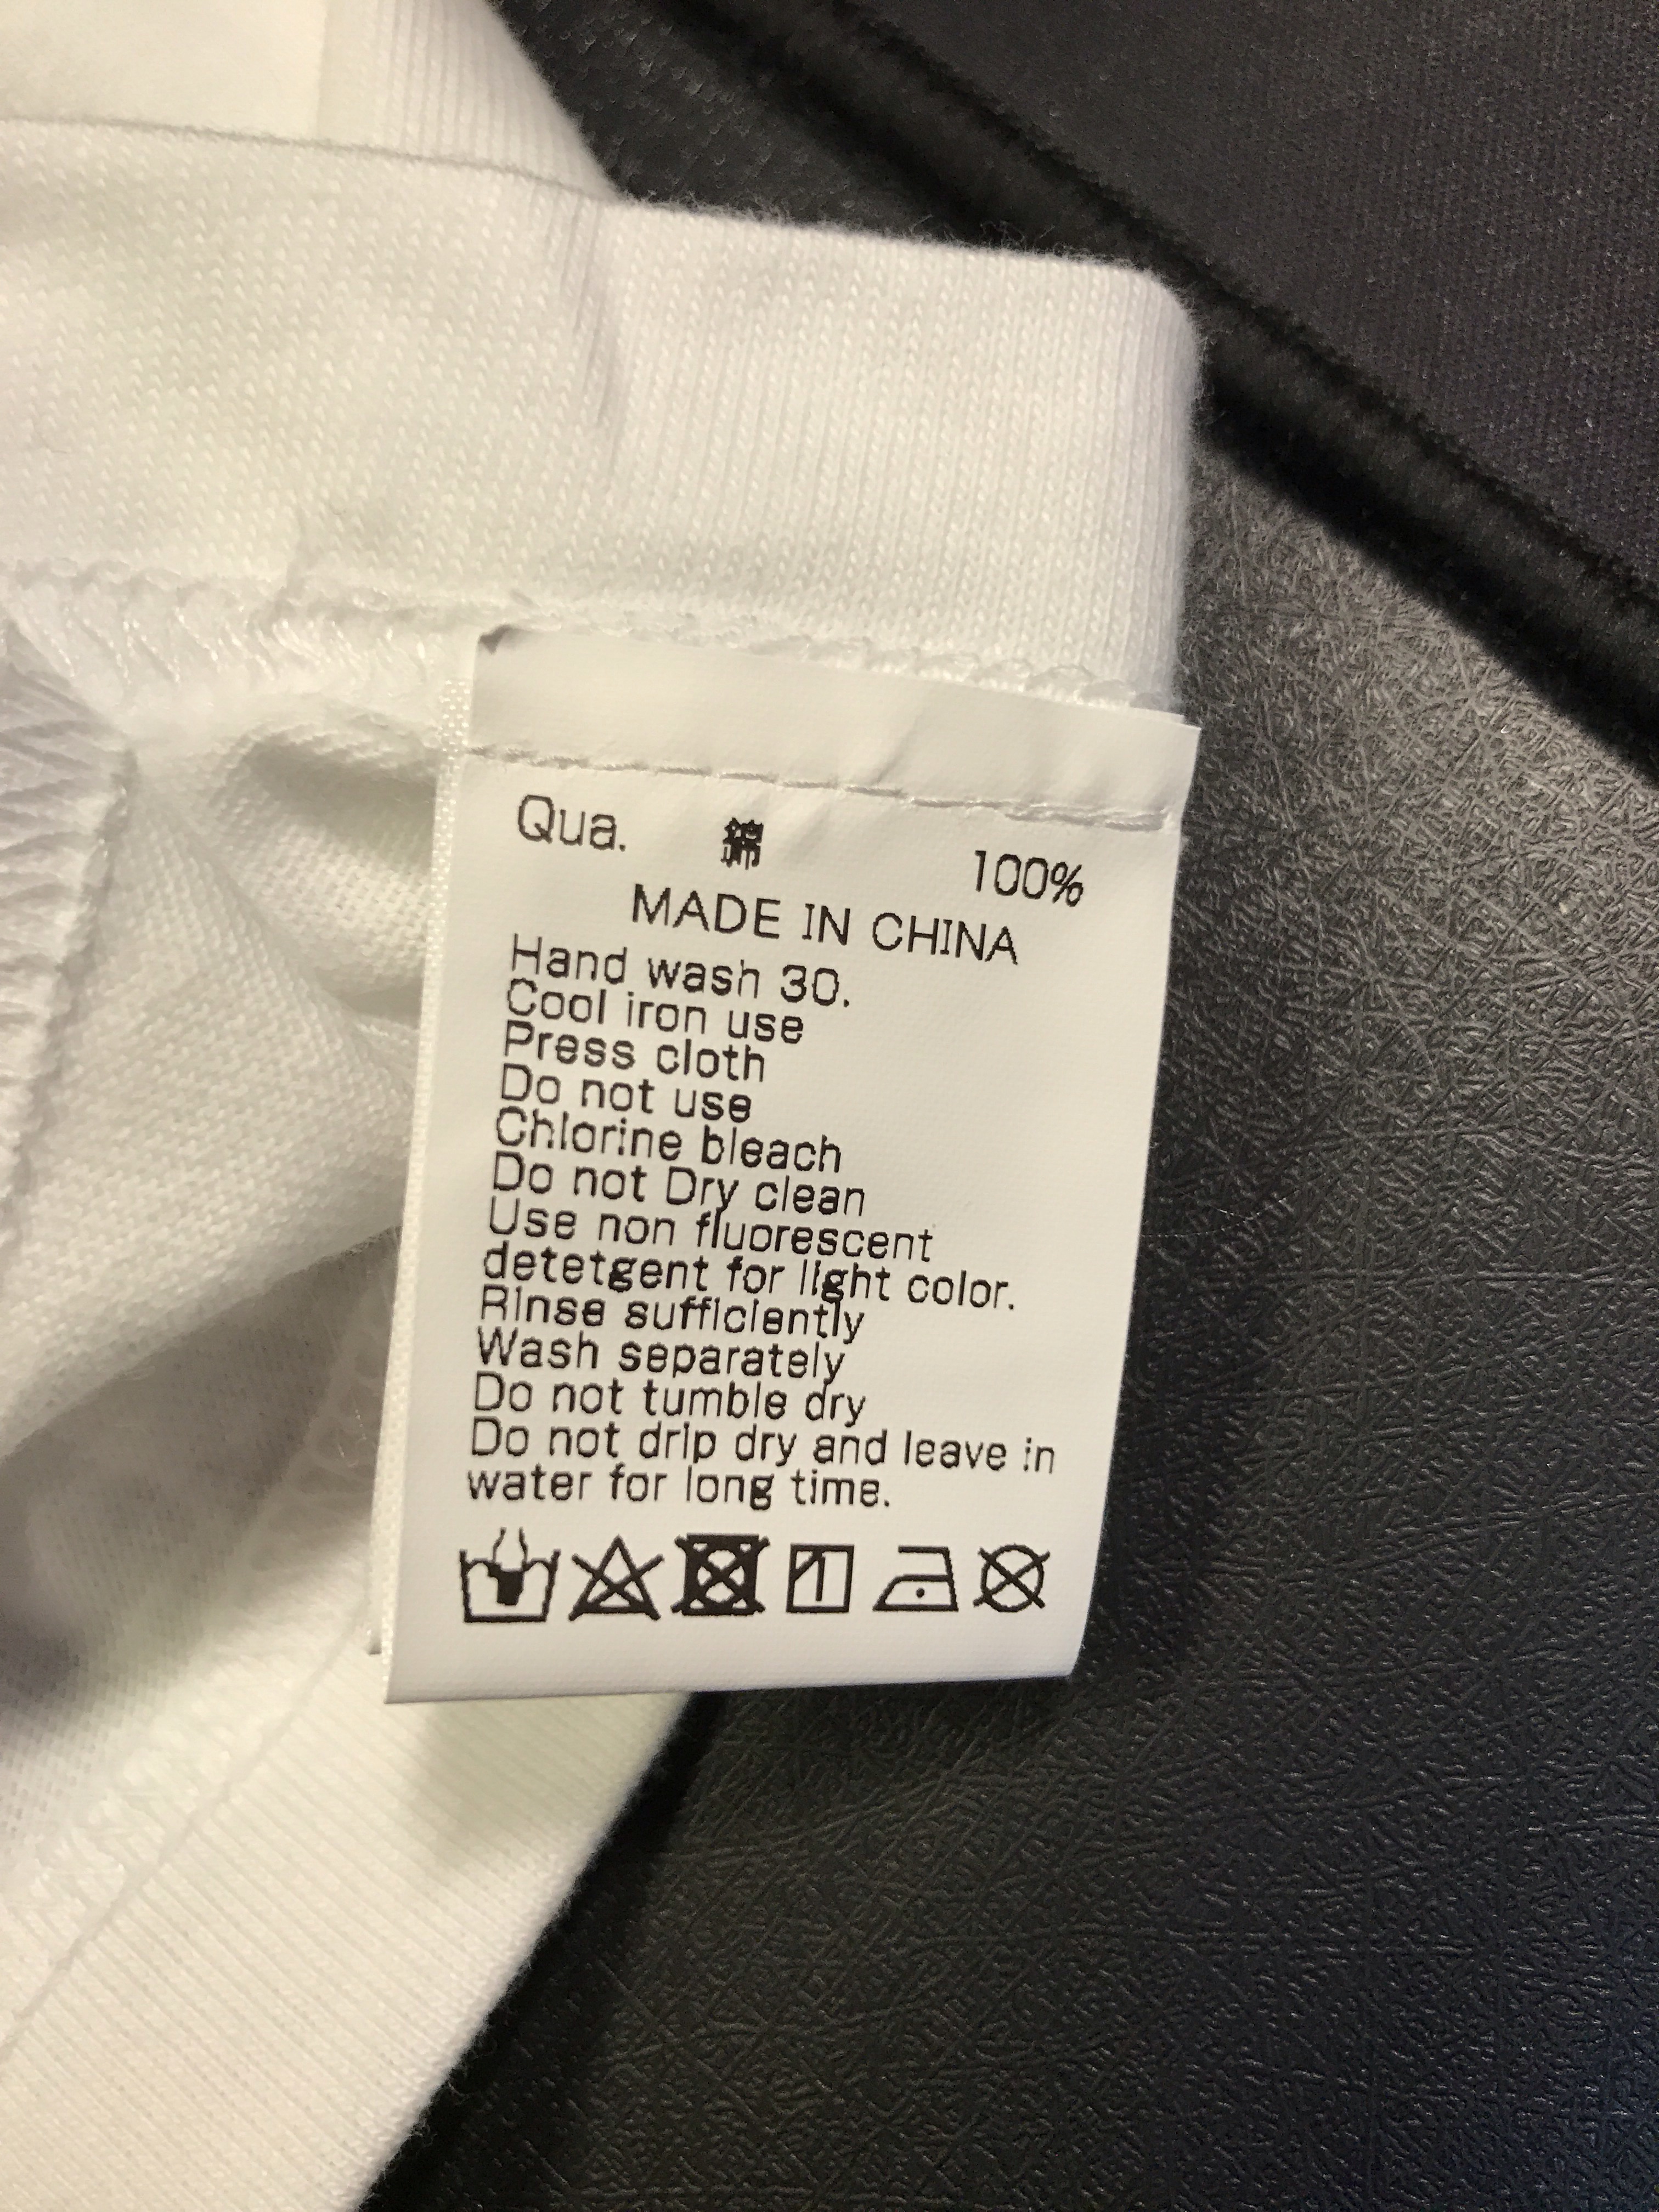 Qua. 綿 100%
MADE IN CHINA
Hand wash 30.
Cool iron use
Press cloth
Do not use
Chlorine bleach
Do not Dry clean
Use non fluorescent
detetgent for light color.
Rinse sufficiently
Wash separately
Do not tumble dry
Do not drip dry and leave in
water for long time.